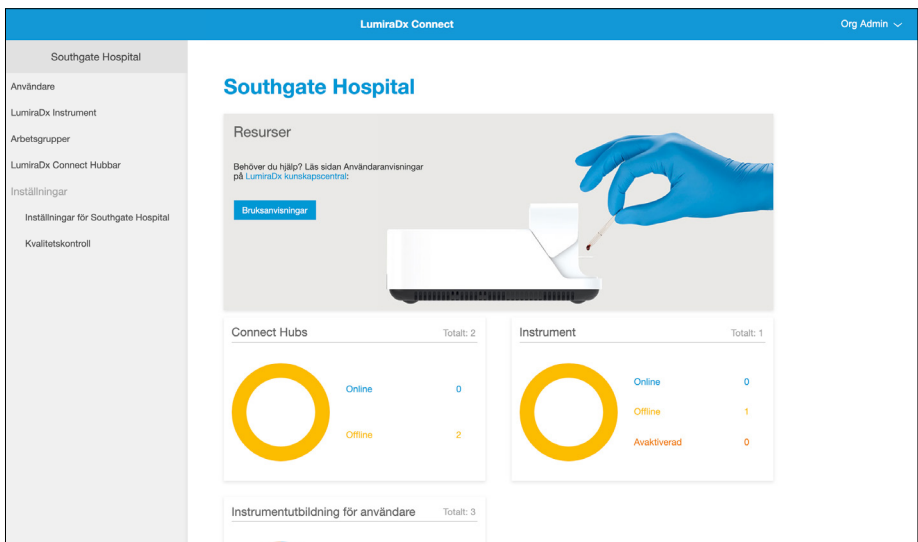 LumiraDx Connect
Org Admin
Southgate Hospital
Användare
LumiraDx Instrument
Arbetsgrupper
LumiraDx Connect Hubbar
Inställningar
Inställningar för Southgate Hospital
Kvalitetskontroll
Southgate Hospital
Resurser
Behöver du hjälp? Läs sidan Användaranvisningar
på LumiraDx kunskapscentral:
Bruksanvisningar
Connect Hubs Totalt: 2
Online 0
Offline 2
Instrument Totalt: 1
Online 0
Offline 1
Avaktiverad 0
Instrumentutbildning för användare Totalt: 3